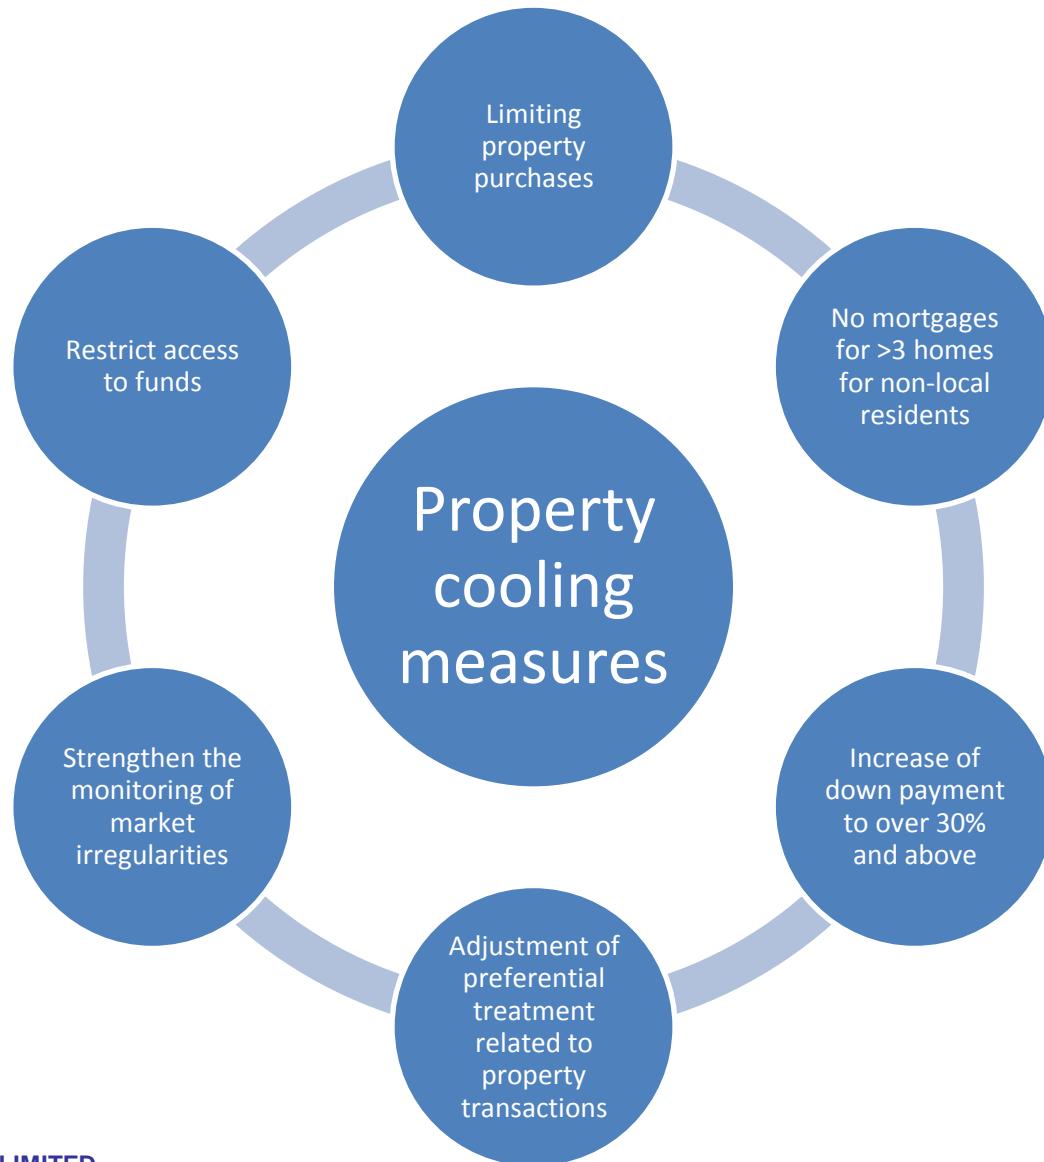 Limiting
property
purchases
No mortgages
for >3 homes
for non-local
residents
Increase of
down payment
to over 30%
and above
Adjustment of
preferential
treatment
related to
property
transactions
Strengthen the
monitoring of
market
irregularities
Restrict access
to funds
Property
cooling
measures
LIMITED